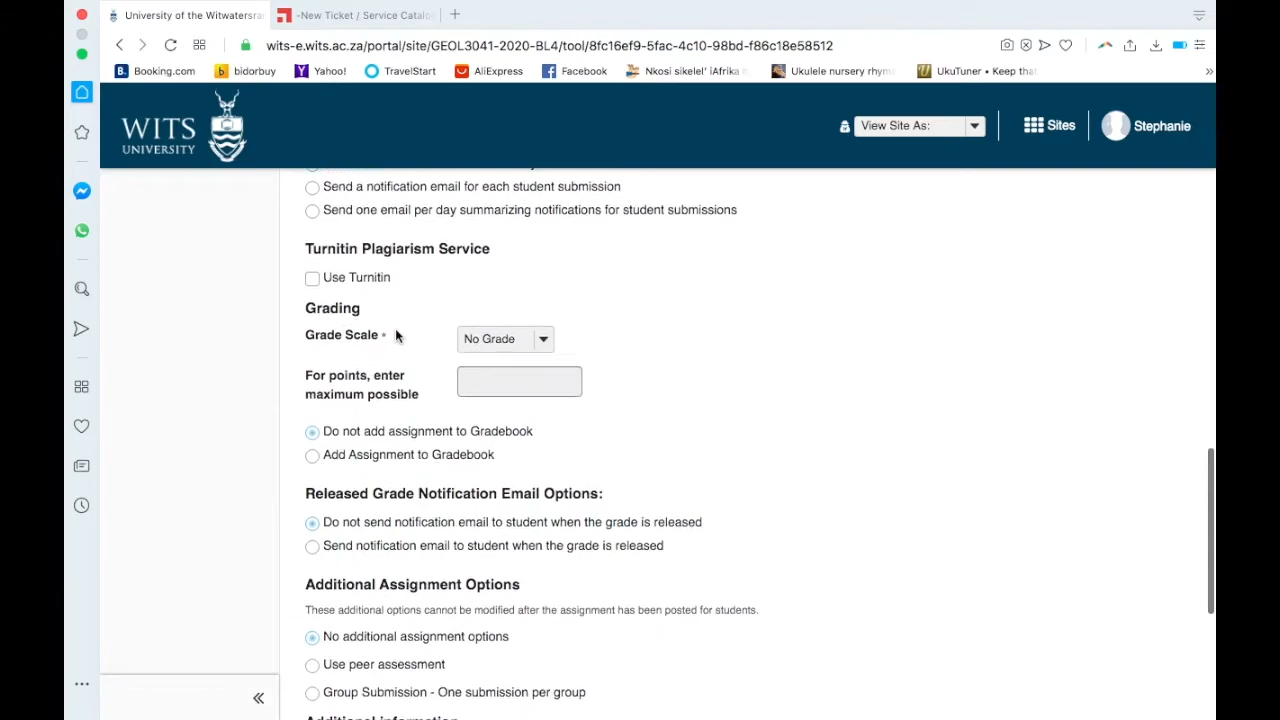 University of the Witwatersra
-New Ticket / Service Catalo
wits-e.wits.ac.za/portal/site/GEOL3041-2020-BL4/tool/8fc16ef9-5fac-4c10-98bd-f86c18e58512
Booking.com
bidorbuy
Yahoo!
TravelStart
AliExpress
Facebook
Nkosi sikelel' iAfrika
Ukulele nursery rhym
UkuTuner • Keep that
WITS
UNIVERSITY
View Site As:
Sites
Stephanie
Send a notification email for each student submission
Send one email per day summarizing notifications for student submissions
Turnitin Plagiarism Service
Use Turnitin
Grading
Grade Scale *
No Grade
For points, enter
maximum possible
Do not add assignment to Gradebook
Add Assignment to Gradebook
Released Grade Notification Email Options:
Do not send notification email to student when the grade is released
Send notification email to student when the grade is released
Additional Assignment Options
These additional options cannot be modified after the assignment has been posted for students.
No additional assignment options
Use peer assessment
Group Submission - One submission per group
Additional information